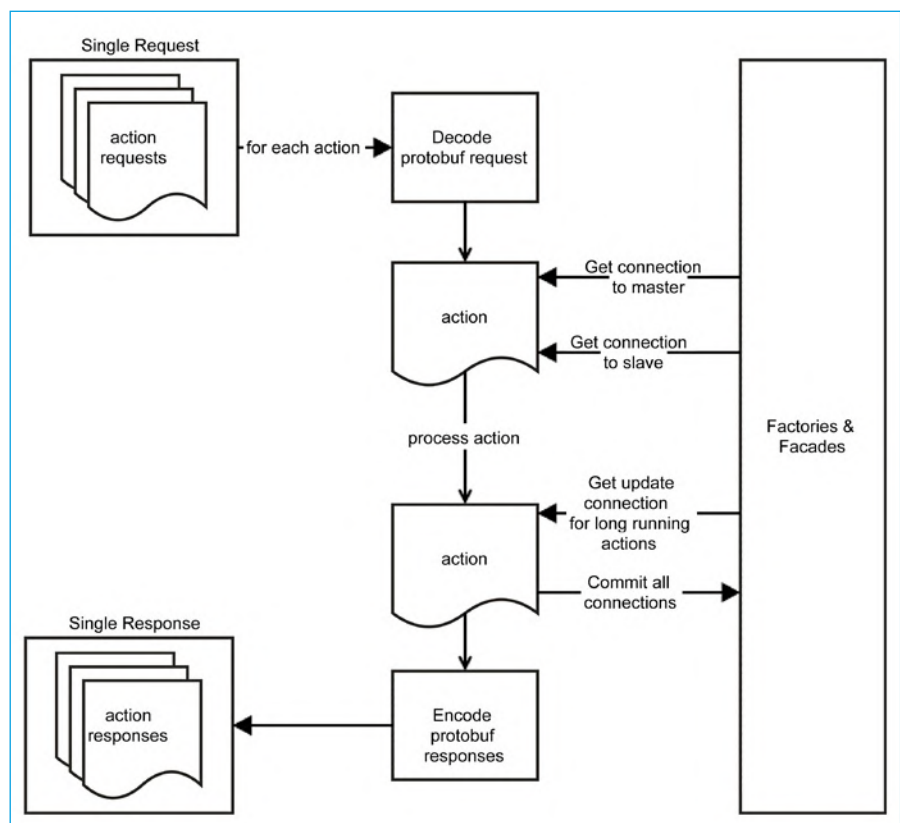 Single Request
action
requests
for each action
Decode
protobuf request
Get connection
to master
action
Get connection
to slave
process action
Factories &
Facades
Get update
connection
for long running
actions
action
Commit all
connections
Single Response
action
responses
Encode
protobuf
responses